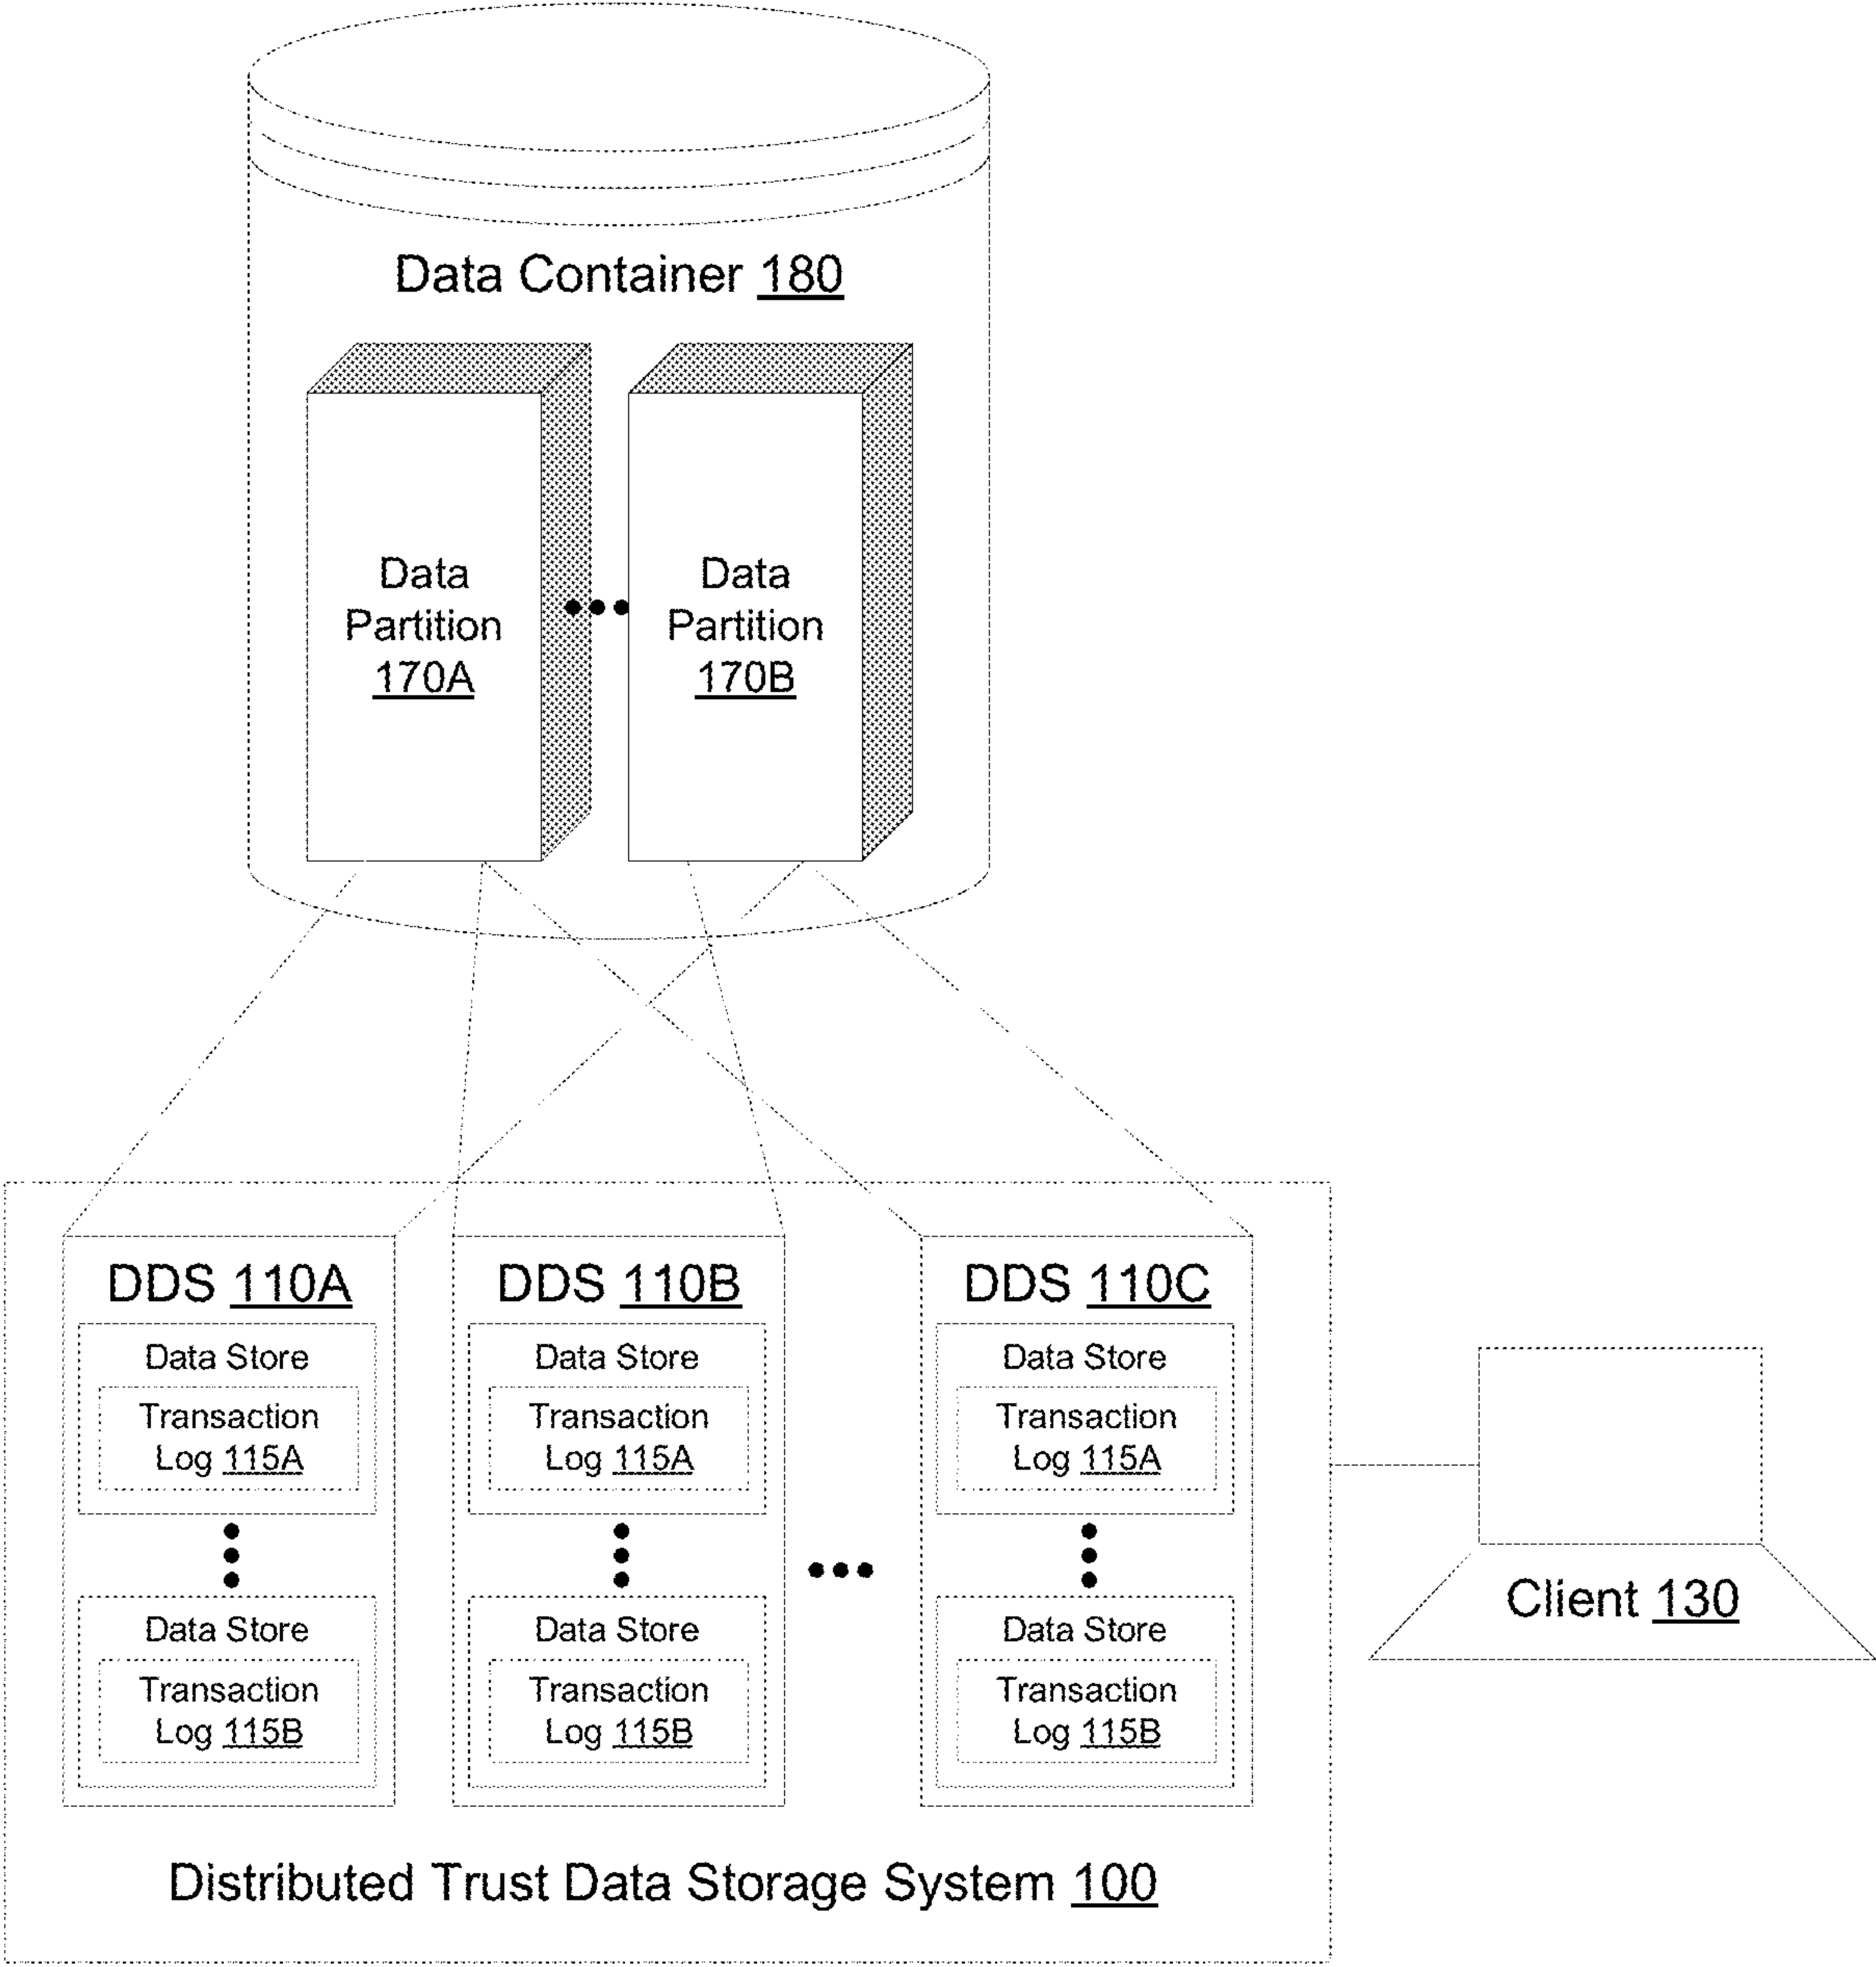 Data Container 180
Data
Partition
170A
Data
Partition
170B
DDS 110A
Data Store
Transaction
Log 115A
Data Store
Transaction
Log 115B
DDS 110B
Data Store
Transaction
Log 115A
Data Store
Transaction
Log 115B
DDS 110C
Data Store
Transaction
Log 115A
Data Store
Transaction
Log 115B
Client 130
Distributed Trust Data Storage System 100